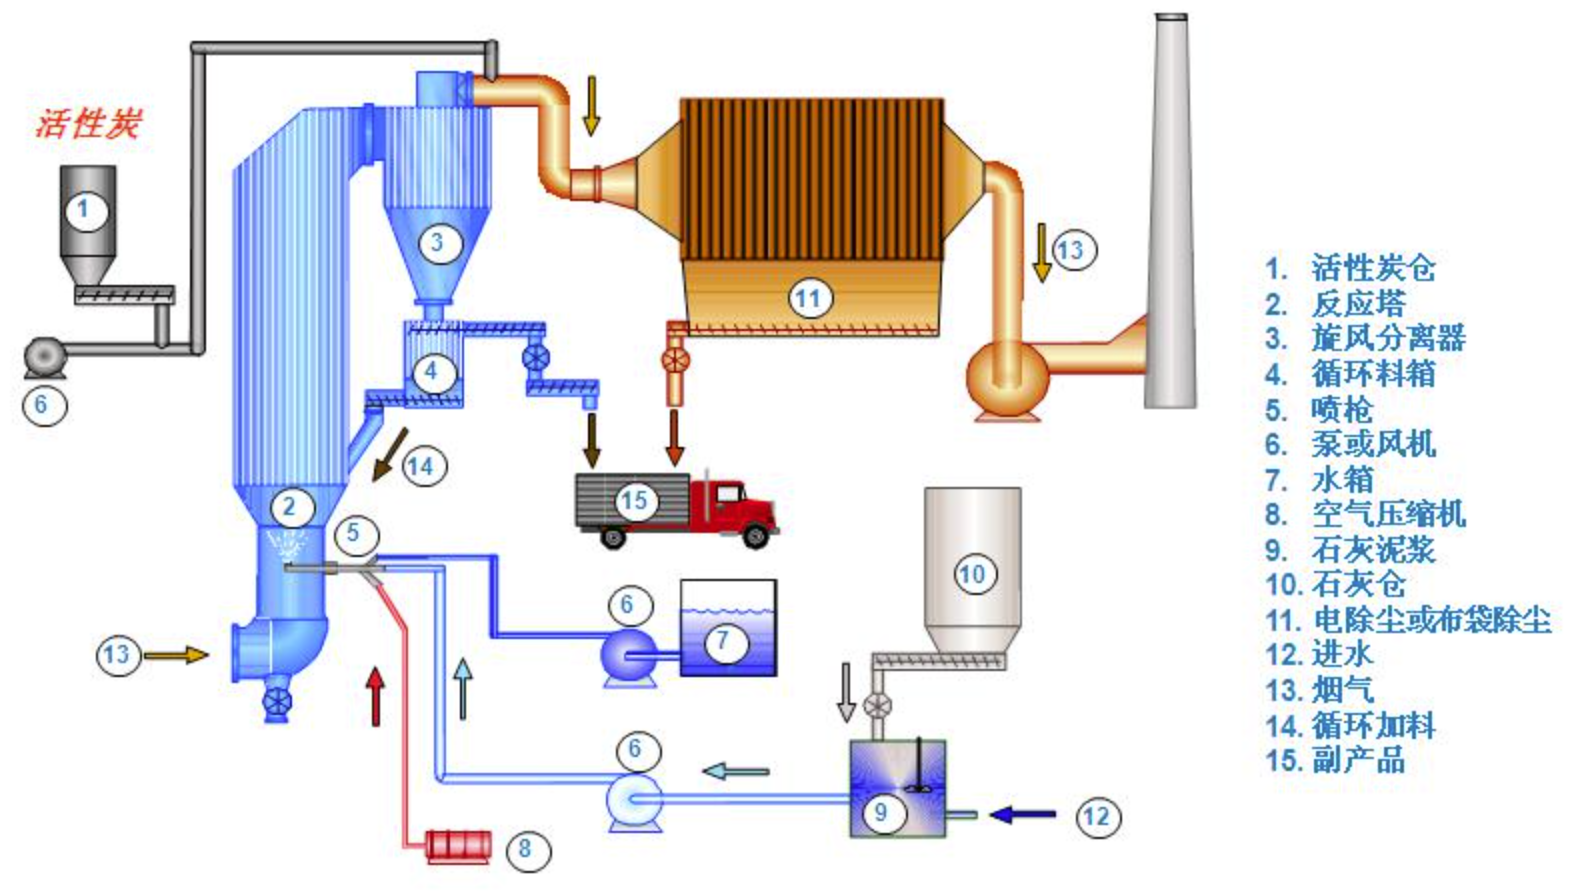 活性炭
1
6
2
3
4
14
5
13
6
7
6
8
9
12
10
11
13
15
1. 活性炭仓
2. 反应塔
3. 旋风分离器
4. 循环料箱
5. 喷枪
6. 泵或风机
7. 水箱
8. 空气压缩机
9. 石灰泥浆
10. 石灰仓
11. 电除尘或布袋除尘
12. 进水
13. 烟气
14. 循环加料
15. 副产品